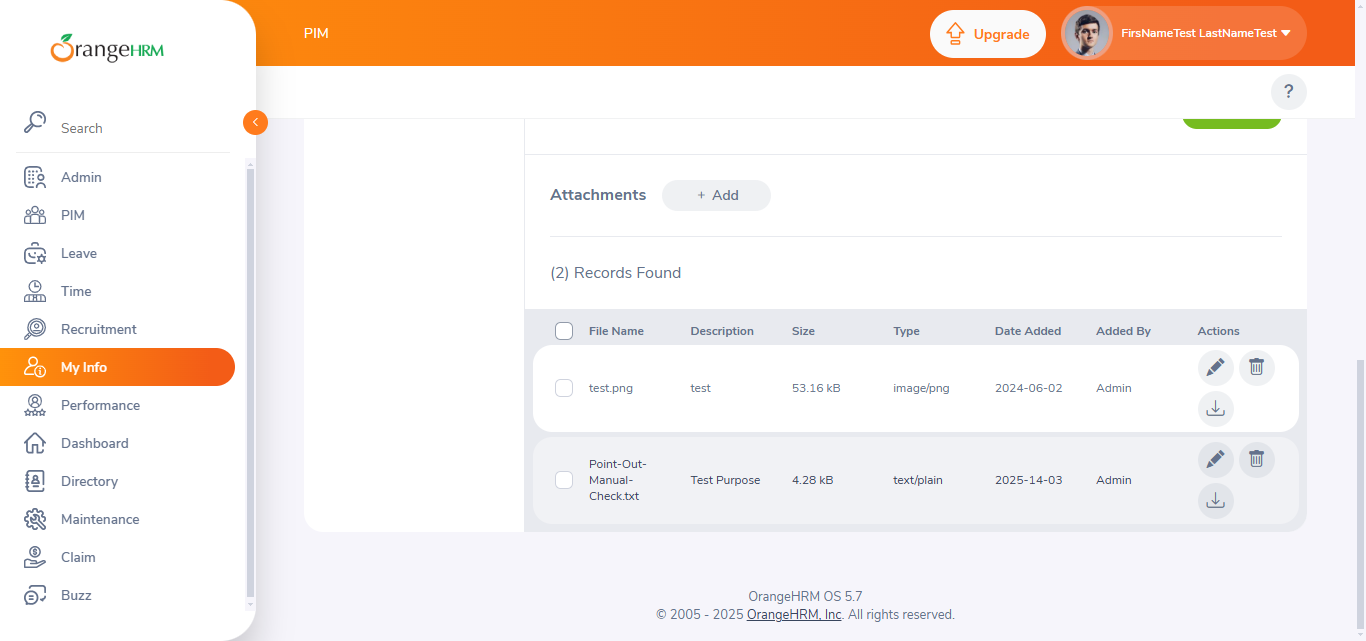 OrangeHRM
PIM
Upgrade
FirsNameTest LastNameTest
?
Search
Admin
PIM
Leave
Time
Recruitment
My Info
Performance
Dashboard
Directory
Maintenance
Claim
Buzz
Attachments
+ Add
(2) Records Found
File Name Description Size Type Date Added Added By Actions
test.png test 53.16 kB image/png 2024-06-02 Admin
Point-Out-
Manual-
Check.txt
Test Purpose 4.28 kB text/plain 2025-14-03 Admin
OrangeHRM OS 5.7
© 2005 - 2025 OrangeHRM, Inc. All rights reserved.